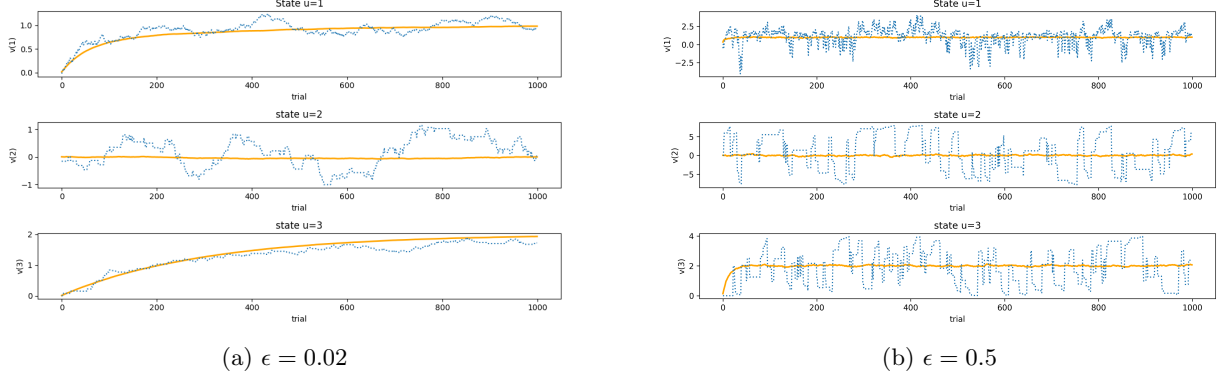 State u=1
v(1)
1.0
0.5
0.0
0 200 400 600 800 1000
trial
state u=2
v(2)
1
0
−1
0 200 400 600 800 1000
trial
state u=3
v(3)
2
1
0
0 200 400 600 800 1000
trial
(a) ϵ = 0.02
State u=1
v(1)
2.5
0.0
−2.5
0 200 400 600 800 1000
trial
state u=2
v(2)
5
0
−5
0 200 400 600 800 1000
trial
state u=3
v(3)
4
2
0
0 200 400 600 800 1000
trial
(b) ϵ = 0.5